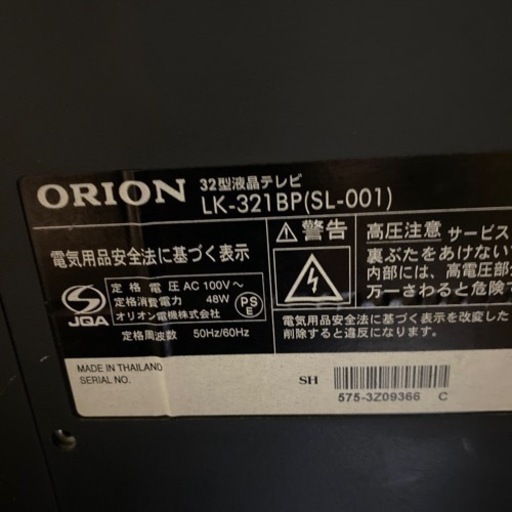 ORION 32型液晶テレビ
LK-321BP(SL-001)
電気用品安全法に基づく表示
JQA
定格電圧 AC 100V～
定格消費電力 48W
オリオン電機株式会社
PS
E
定格周波数 50Hz/60Hz
⚠警告
高圧注意 サービス
裏ぶたをあけない
内部には、高電圧部
万一さわると危険で
電気用品安全法に基づく表示を改変した
削除すると違反になります。
MADE IN THAILAND
SERIAL NO.
SH
575-3Z09366 C